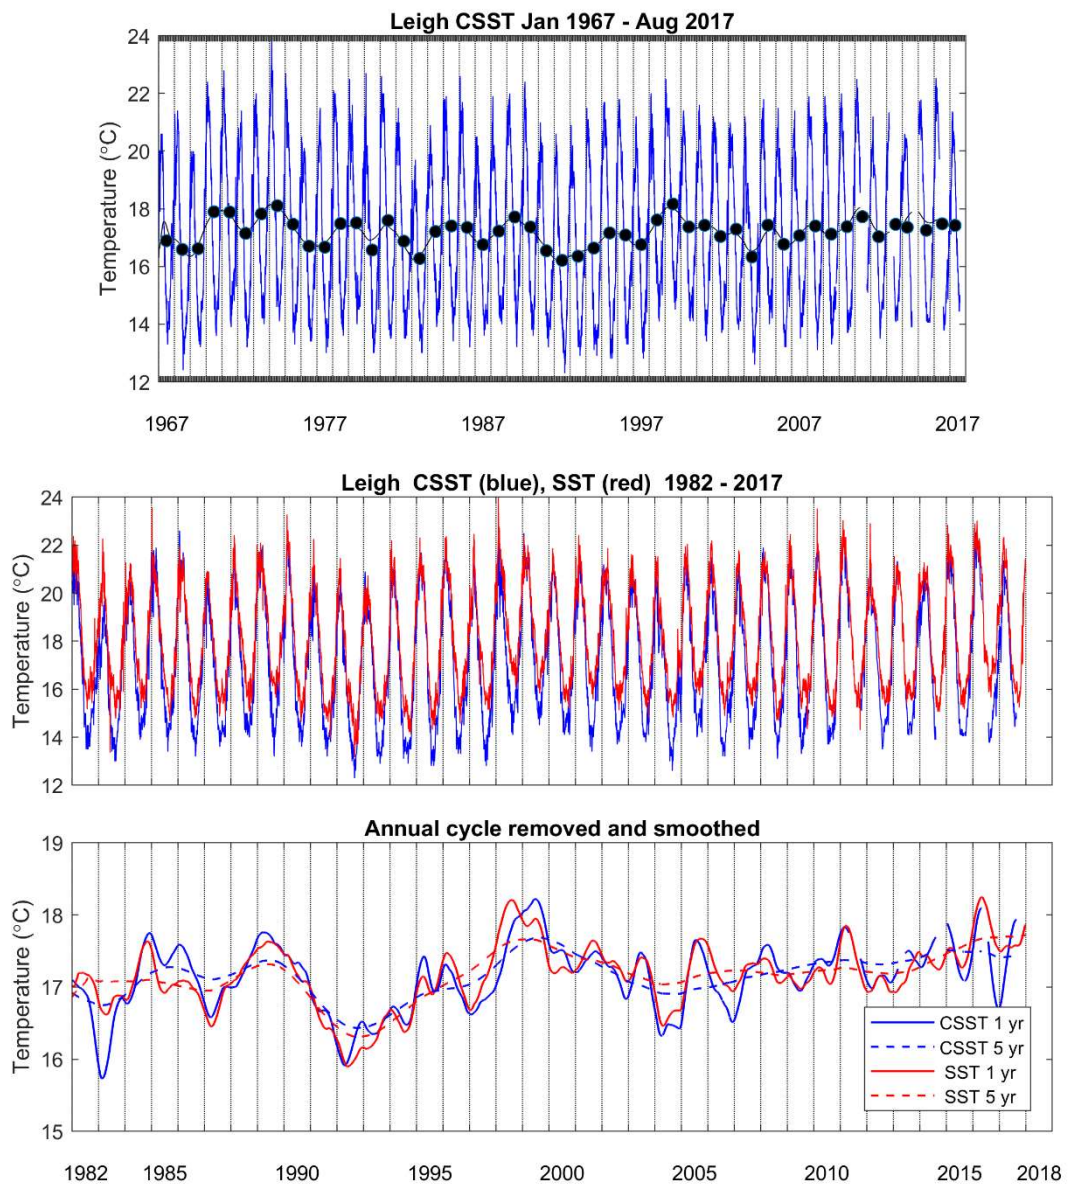 Leigh CSST Jan 1967 - Aug 2017
24
22
20
18
16
14
12
Temperature (°C)
1967 1977 1987 1997 2007 2017
Leigh CSST (blue), SST (red) 1982 - 2017
24
22
20
18
16
14
12
Temperature (°C)
Annual cycle removed and smoothed
19
18
17
16
15
Temperature (°C)
CSST 1 yr
CSST 5 yr
SST 1 yr
SST 5 yr
1982 1985 1990 1995 2000 2005 2010 2015 2018